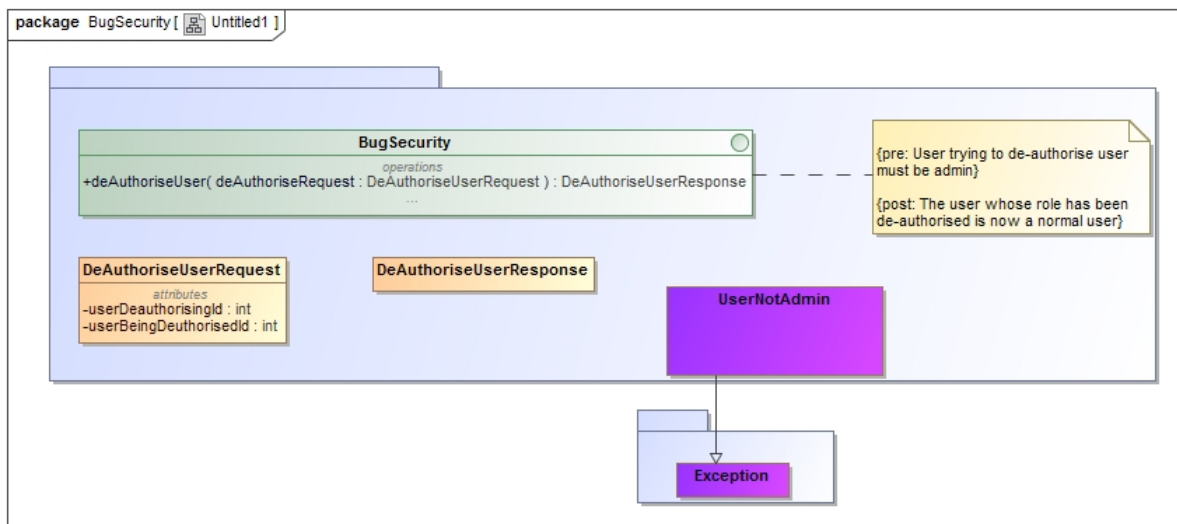 package BugSecurity [ Untitled1 ]
BugSecurity
operations
+deAuthoriseUser( deAuthoriseRequest : DeAuthoriseUserRequest ) : DeAuthoriseUserResponse
...
{pre: User trying to de-authorise user
must be admin}
{post: The user whose role has been
de-authorised is now a normal user}
DeAuthoriseUserRequest
attributes
-userDeauthorisingId : int
-userBeingDeuthorisedId : int
DeAuthoriseUserResponse
UserNotAdmin
Exception